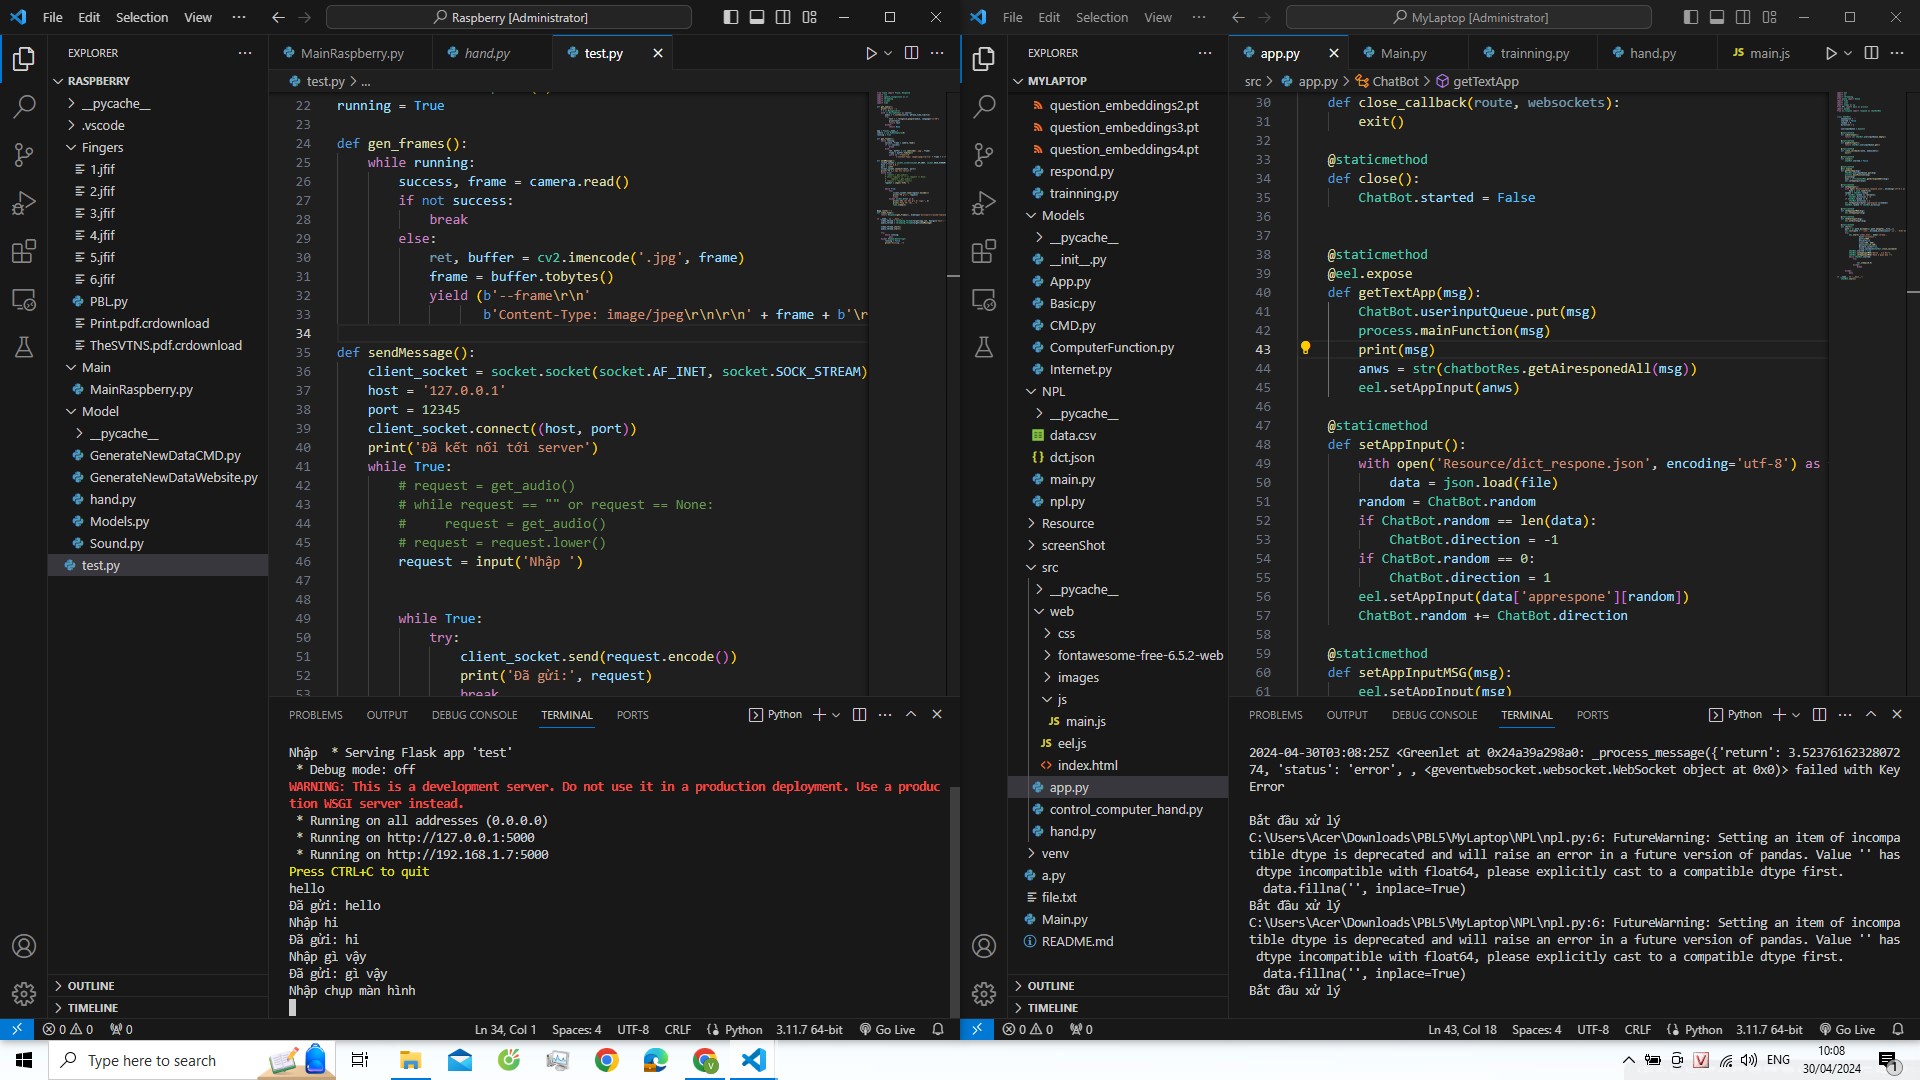 File Edit Selection View ··· Raspberry [Administrator]
EXPLORER
RASPBERRY
__pycache__
.vscode
Fingers
1.jfif
2.jfif
3.jfif
4.jfif
5.jfif
6.jfif
PBL.py
Print.pdf.crdownload
TheSVTNS.pdf.crdownload
Main
MainRaspberry.py
Model
__pycache__
GenerateNewDataCMD.py
GenerateNewDataWebsite.py
hand.py
Models.py
Sound.py
test.py
OUTLINE
TIMELINE
MainRaspberry.py hand.py test.py
test.py > ...
22 running = True
23
24 def gen_frames():
25 while running:
26 success, frame = camera.read()
27 if not success:
28 break
29 else:
30 ret, buffer = cv2.imencode('.jpg', frame)
31 frame = buffer.tobytes()
32 yield (b'--frame\r\n'
33 b'Content-Type: image/jpeg\r\n\r\n' + frame + b'\r
34
35 def sendMessage():
36 client_socket = socket.socket(socket.AF_INET, socket.SOCK_STREAM)
37 host = '127.0.0.1'
38 port = 12345
39 client_socket.connect((host, port))
40 print('Đã kết nối tới server')
41 while True:
42 # request = get_audio()
43 # while request == "" or request == None:
44 # request = get_audio()
45 # request = request.lower()
46 request = input('Nhập ')
47
48
49 while True:
50 try:
51 client_socket.send(request.encode())
52 print('Đã gửi:', request)
53 break
PROBLEMS OUTPUT DEBUG CONSOLE TERMINAL PORTS Python
Nhập * Serving Flask app 'test'
* Debug mode: off
WARNING: This is a development server. Do not use it in a production deployment. Use a produc
tion WSGI server instead.
* Running on all addresses (0.0.0.0)
* Running on http://127.0.0.1:5000
* Running on http://192.168.1.7:5000
Press CTRL+C to quit
hello
Đã gửi: hello
Nhập hi
Đã gửi: hi
Nhập gì vậy
Đã gửi: gì vậy
Nhập chụp màn hình
0 0 0 Ln 34, Col 1 Spaces: 4 UTF-8 CRLF Python 3.11.7 64-bit Go Live
File Edit Selection View ··· MyLaptop [Administrator]
EXPLORER
MYLAPTOP
question_embeddings2.pt
question_embeddings3.pt
question_embeddings4.pt
respond.py
trainning.py
Models
__pycache__
__init__.py
App.py
Basic.py
CMD.py
ComputerFunction.py
Internet.py
NPL
__pycache__
data.csv
dct.json
main.py
npl.py
Resource
screenShot
src
__pycache__
web
css
fontawesome-free-6.5.2-web
images
js
JS main.js
JS eel.js
index.html
app.py
control_computer_hand.py
hand.py
venv
a.py
file.txt
Main.py
README.md
OUTLINE
TIMELINE
app.py Main.py trainning.py hand.py JS main.js
src > app.py > ChatBot > getTextApp
30 def close_callback(route, websockets):
31 exit()
32
33 @staticmethod
34 def close():
35 ChatBot.started = False
36
37
38 @staticmethod
39 @eel.expose
40 def getTextApp(msg):
41 ChatBot.userinputQueue.put(msg)
42 process.mainFunction(msg)
43 print(msg)
44 anws = str(chatbotRes.getAiresponedAll(msg))
45 eel.setAppInput(anws)
46
47 @staticmethod
48 def setAppInput():
49 with open('Resource/dict_respone.json', encoding='utf-8') as
50 data = json.load(file)
51 random = ChatBot.random
52 if ChatBot.random == len(data):
53 ChatBot.direction = -1
54 if ChatBot.random == 0:
55 ChatBot.direction = 1
56 eel.setAppInput(data['apprespone'][random])
57 ChatBot.random += ChatBot.direction
58
59 @staticmethod
60 def setAppInputMSG(msg):
61 eel.setAppInput(msg)
PROBLEMS OUTPUT DEBUG CONSOLE TERMINAL PORTS Python
2024-04-30T03:08:25Z <Greenlet at 0x24a39a298a0: _process_message({'return': 3.52376162328072
74, 'status': 'error', , <geventwebsocket.websocket.WebSocket object at 0x0)> failed with Key
Error
Bắt đầu xử lý
C:\Users\Acer\Downloads\PBL5\MyLaptop\NPL\npl.py:6: FutureWarning: Setting an item of incompa
tible dtype is deprecated and will raise an error in a future version of pandas. Value '' has
dtype incompatible with float64, please explicitly cast to a compatible dtype first.
data.fillna('', inplace=True)
Bắt đầu xử lý
C:\Users\Acer\Downloads\PBL5\MyLaptop\NPL\npl.py:6: FutureWarning: Setting an item of incompa
tible dtype is deprecated and will raise an error in a future version of pandas. Value '' has
dtype incompatible with float64, please explicitly cast to a compatible dtype first.
data.fillna('', inplace=True)
Bắt đầu xử lý
0 0 0 Ln 43, Col 18 Spaces: 4 UTF-8 CRLF Python 3.11.7 64-bit Go Live
Type here to search
ENG
10:08
30/04/2024
1